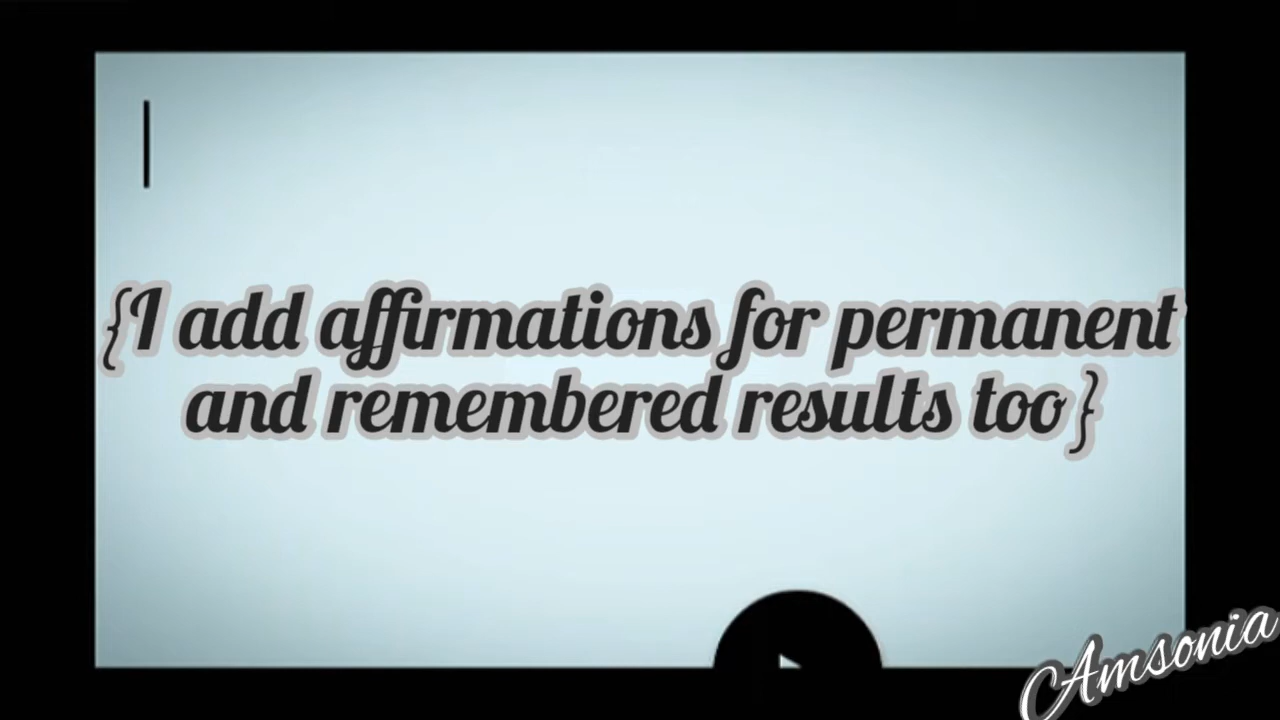 {I add affirmations for permanent
and remembered results too}
Amsonia